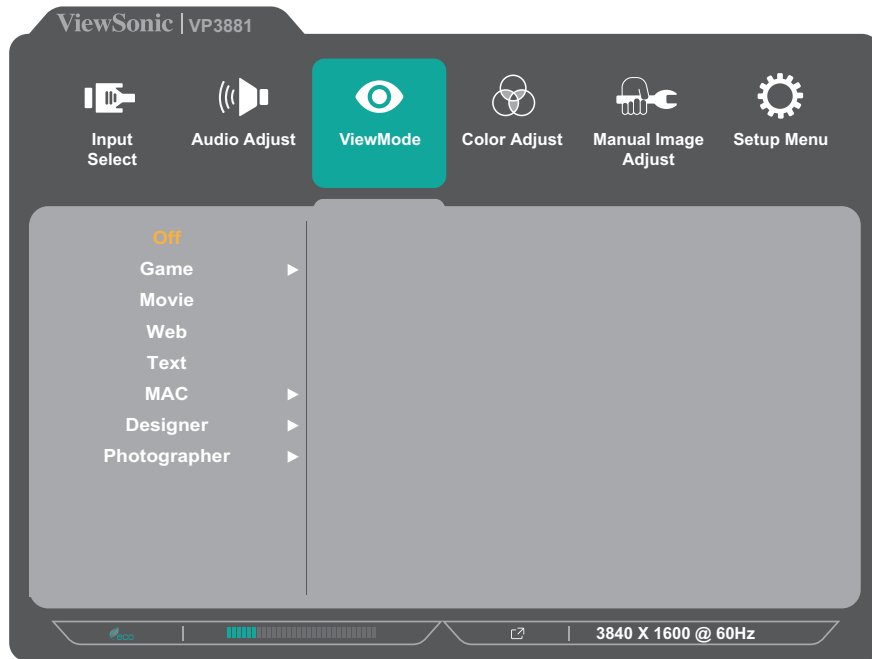 ViewSonic | VP3881
Input Select
Audio Adjust
ViewMode
Color Adjust
Manual Image Adjust
Setup Menu
Off
Game
Movie
Web
Text
MAC
Designer
Photographer
eco
3840 X 1600 @ 60Hz